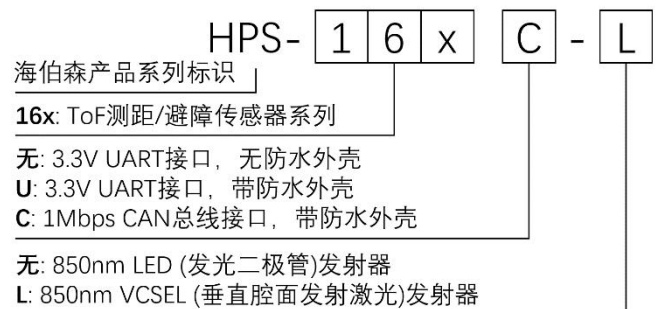 HPS- 1 6 x C - L
海伯森产品系列标识
16x: ToF测距/避障传感器系列
无: 3.3V UART接口，无防水外壳
U: 3.3V UART接口，带防水外壳
C: 1Mbps CAN总线接口，带防水外壳
无: 850nm LED (发光二极管)发射器
L: 850nm VCSEL (垂直腔面发射激光)发射器